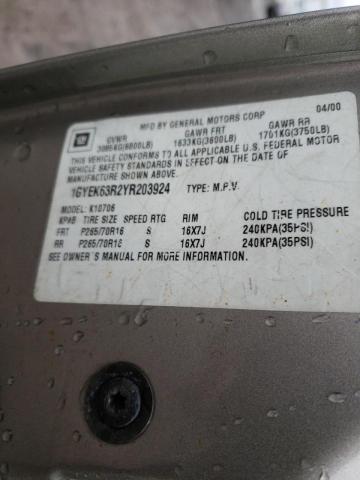 GM
MFD BY GENERAL MOTORS CORP 04/00
GVWR GAWR FRT GAWR RR
3085KG(6800LB) 1633KG(3600LB) 1701KG(3750LB)
THIS VEHICLE CONFORMS TO ALL APPLICABLE U.S. FEDERAL MOTOR
VEHICLE SAFETY STANDARDS IN EFFECT ON THE DATE OF
MANUFACTURE SHOWN ABOVE.
1GYEK63R2YR203924 TYPE: M.P.V.
MODEL: K10706
KPAB TIRE SIZE SPEED RTG RIM COLD TIRE PRESSURE
FRT P265/70R16 S 16X7J 240KPA(35PSI)
RR P265/70R16 S 16X7J 240KPA(35PSI)
SEE OWNER'S MANUAL FOR MORE INFORMATION.